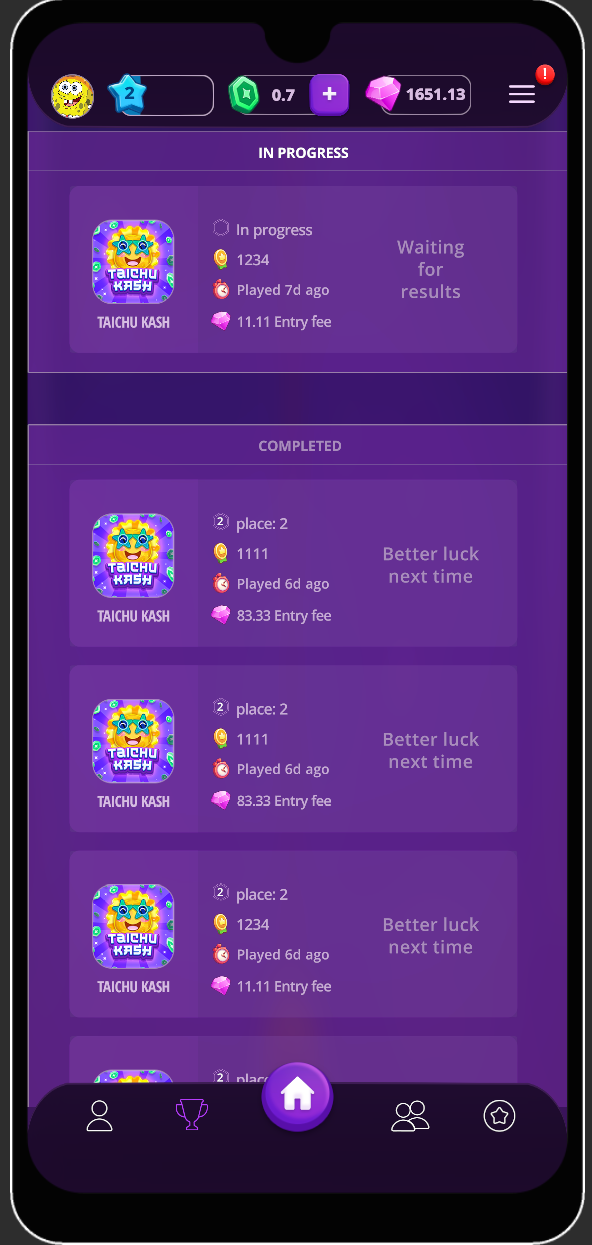 2
0.7
+
1651.13
!
IN PROGRESS
In progress
1234
Played 7d ago
11.11 Entry fee
Waiting
for
results
TAICHU
KASH
TAICHU KASH
COMPLETED
2 place: 2
1111
Played 6d ago
83.33 Entry fee
Better luck
next time
TAICHU
KASH
TAICHU KASH
2 place: 2
1111
Played 6d ago
83.33 Entry fee
Better luck
next time
TAICHU
KASH
TAICHU KASH
2 place: 2
1234
Played 6d ago
11.11 Entry fee
Better luck
next time
TAICHU
KASH
TAICHU KASH
2 place